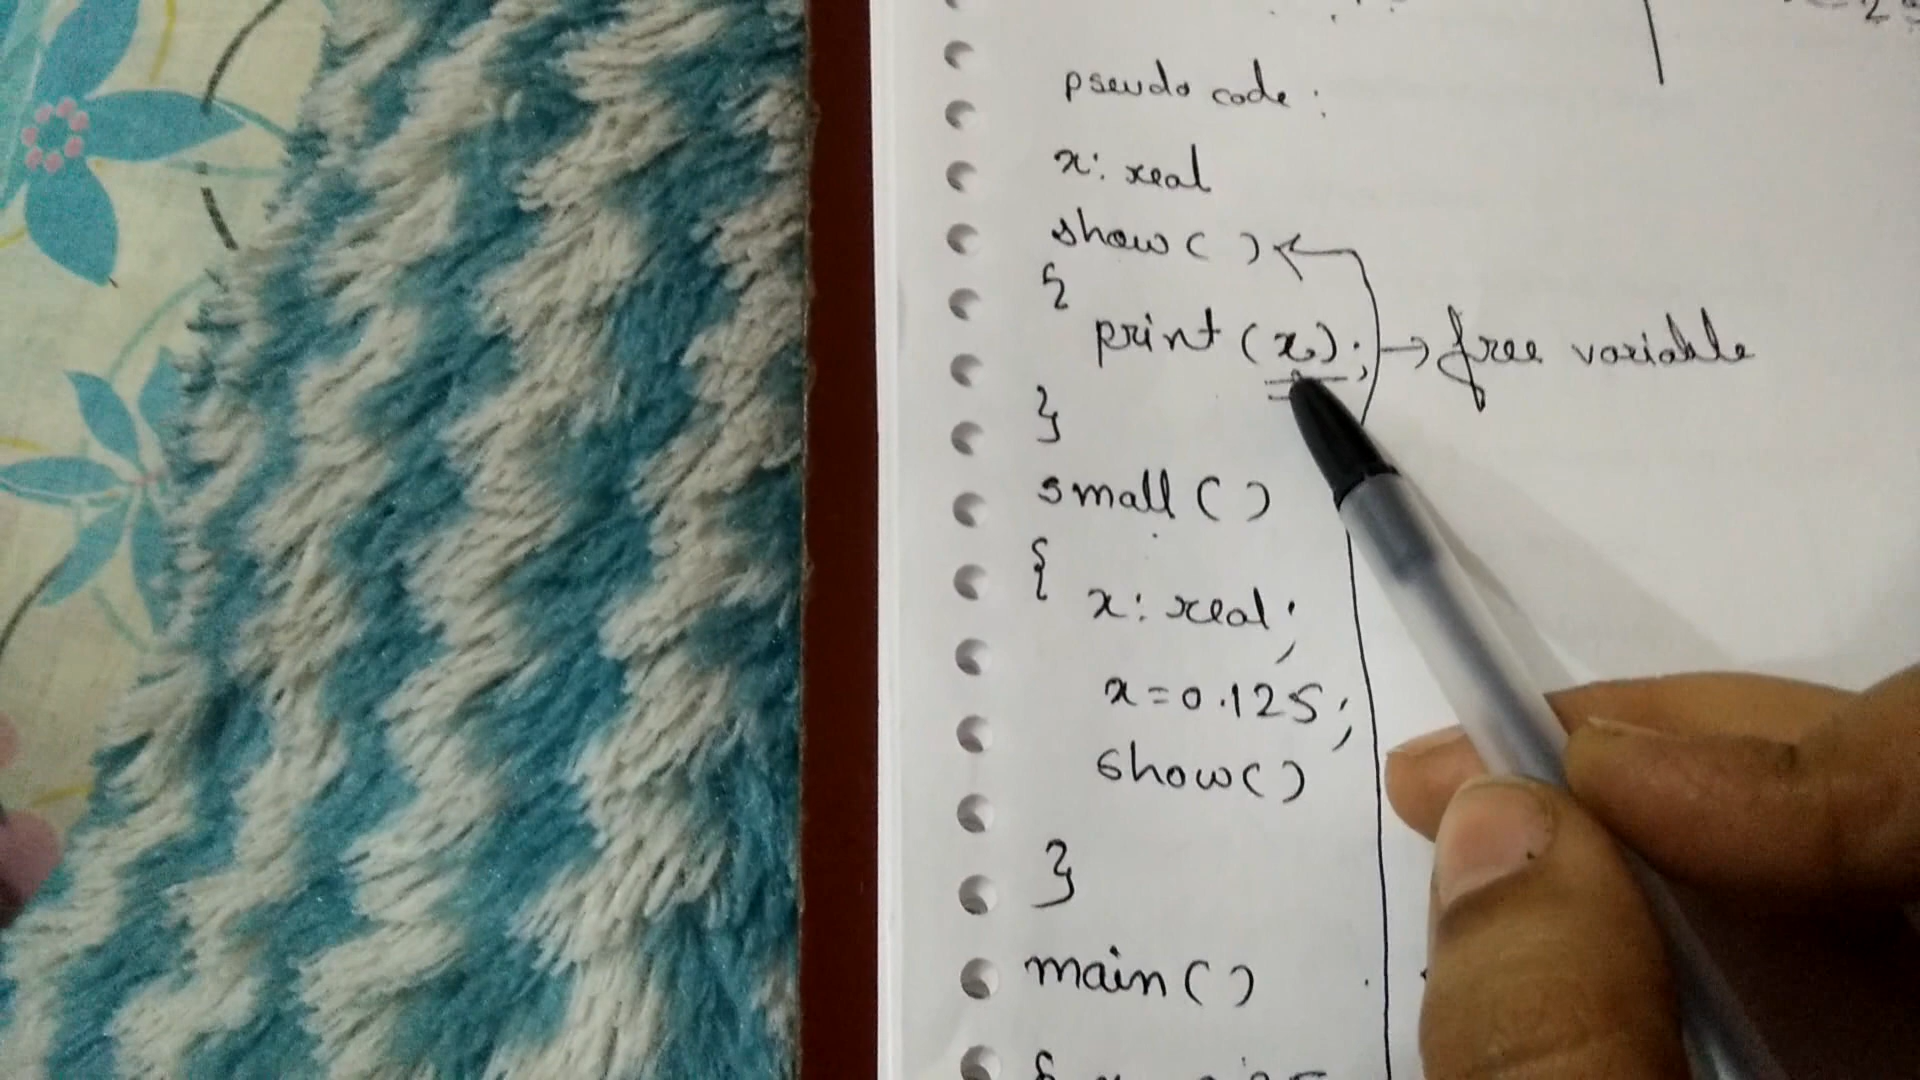 pseudo code :
x: real
show ( )
{
print (x) ; → free variable
}
small ( )
{
x : real ;
x = 0.125 ;
show ( )
}
main ( )
{